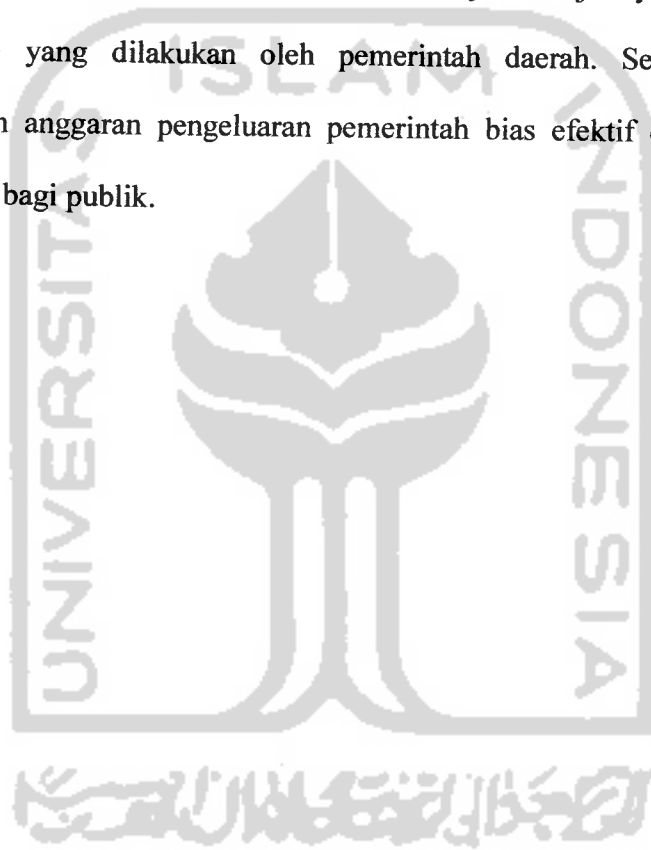 yang dilakukan oleh pemerintah daerah. Se
anggaran pengeluaran pemerintah bias efektif
bagi publik.
ISLAM
UNIVERSITAS
INDONESIA